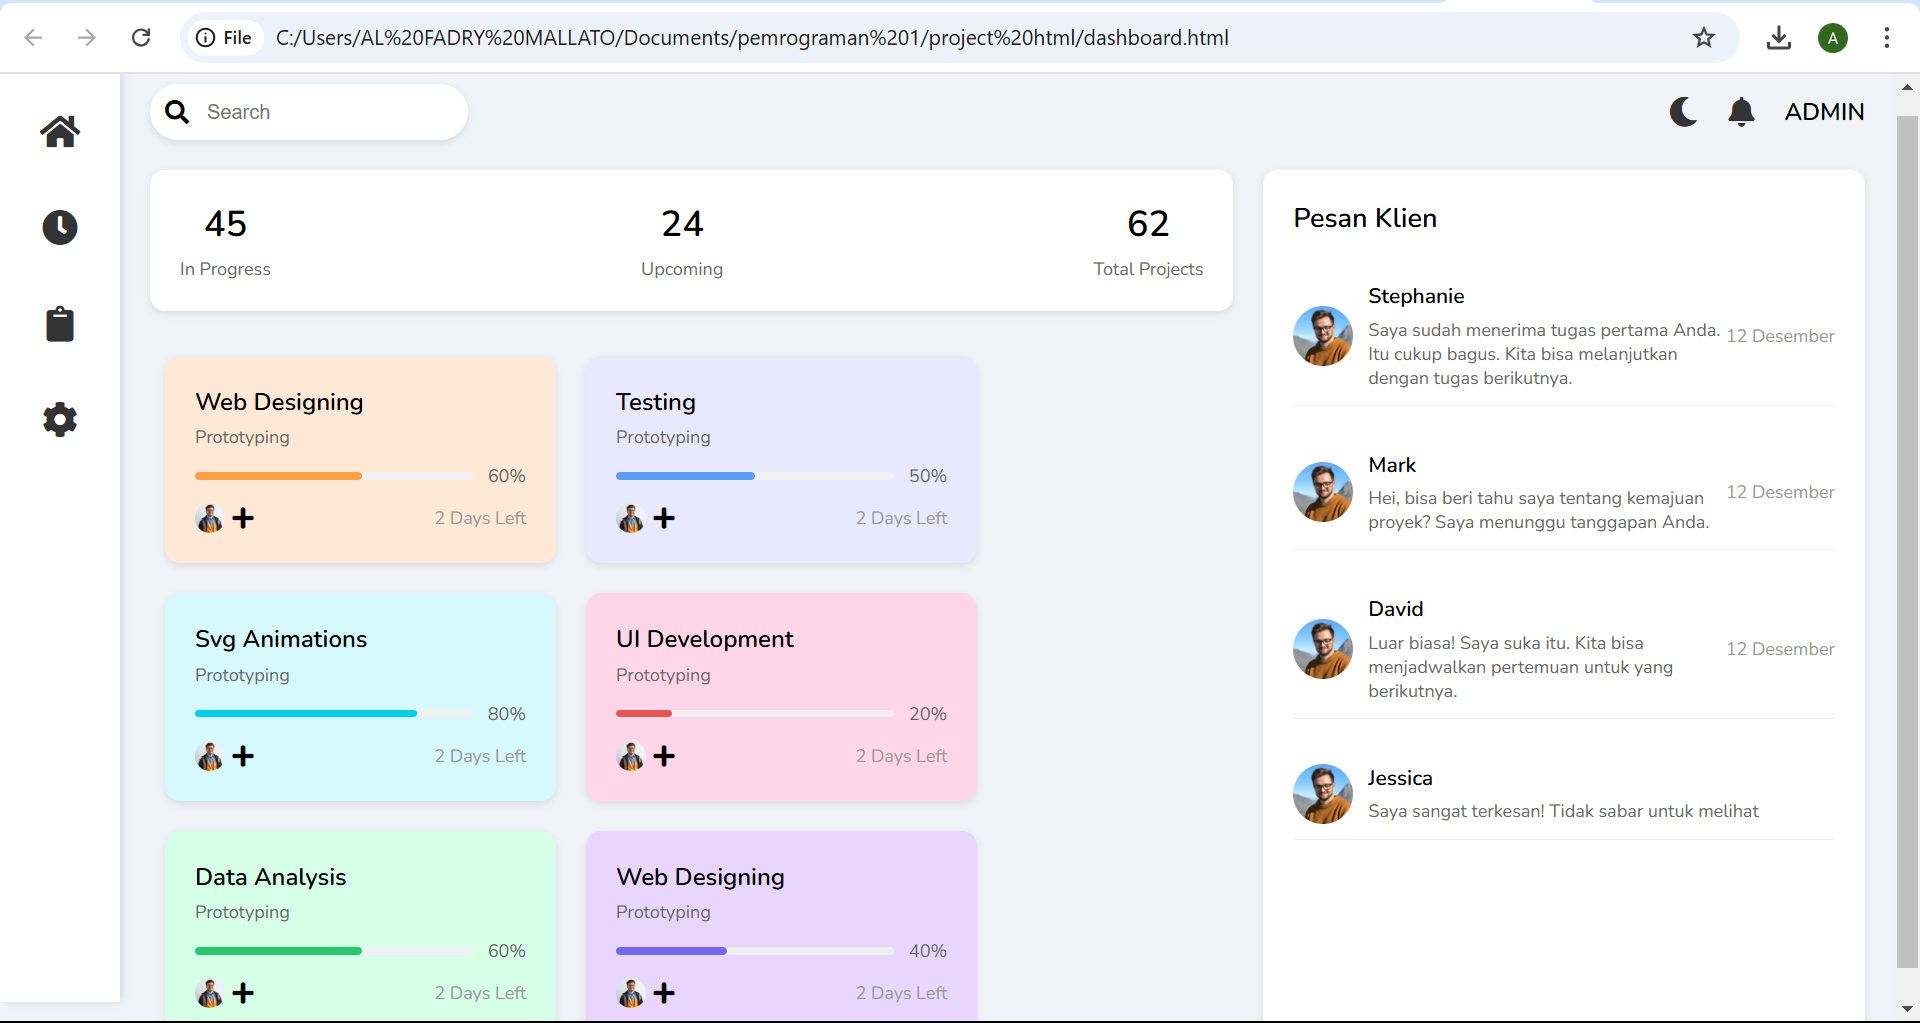 File
C:/Users/AL%20FADRY%20MALLATO/Documents/pemrograman%201/project%20html/dashboard.html
A
Search
ADMIN
45
In Progress
24
Upcoming
62
Total Projects
Web Designing
Prototyping
60%
2 Days Left
Testing
Prototyping
50%
2 Days Left
Svg Animations
Prototyping
80%
2 Days Left
UI Development
Prototyping
20%
2 Days Left
Data Analysis
Prototyping
60%
2 Days Left
Web Designing
Prototyping
40%
2 Days Left
Pesan Klien
Stephanie
Saya sudah menerima tugas pertama Anda.
Itu cukup bagus. Kita bisa melanjutkan
dengan tugas berikutnya.
12 Desember
Mark
Hei, bisa beri tahu saya tentang kemajuan
proyek? Saya menunggu tanggapan Anda.
12 Desember
David
Luar biasa! Saya suka itu. Kita bisa
menjadwalkan pertemuan untuk yang
berikutnya.
12 Desember
Jessica
Saya sangat terkesan! Tidak sabar untuk melihat